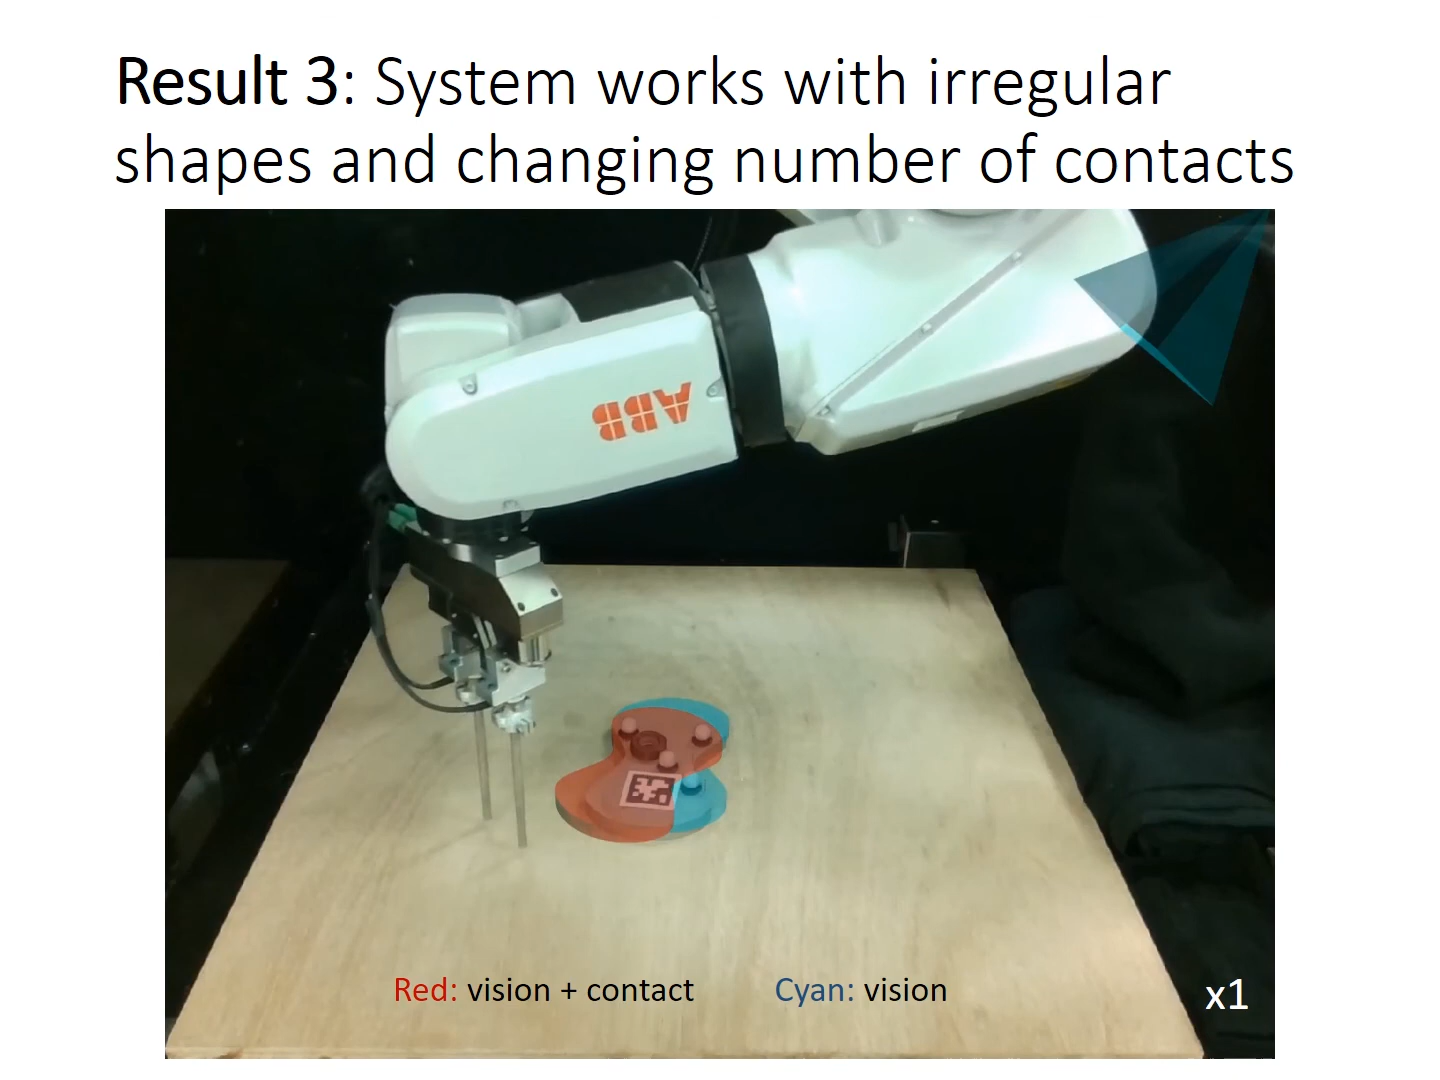 Result 3: System works with irregular
shapes and changing number of contacts
ABB
Red: vision + contact
Cyan: vision
x1